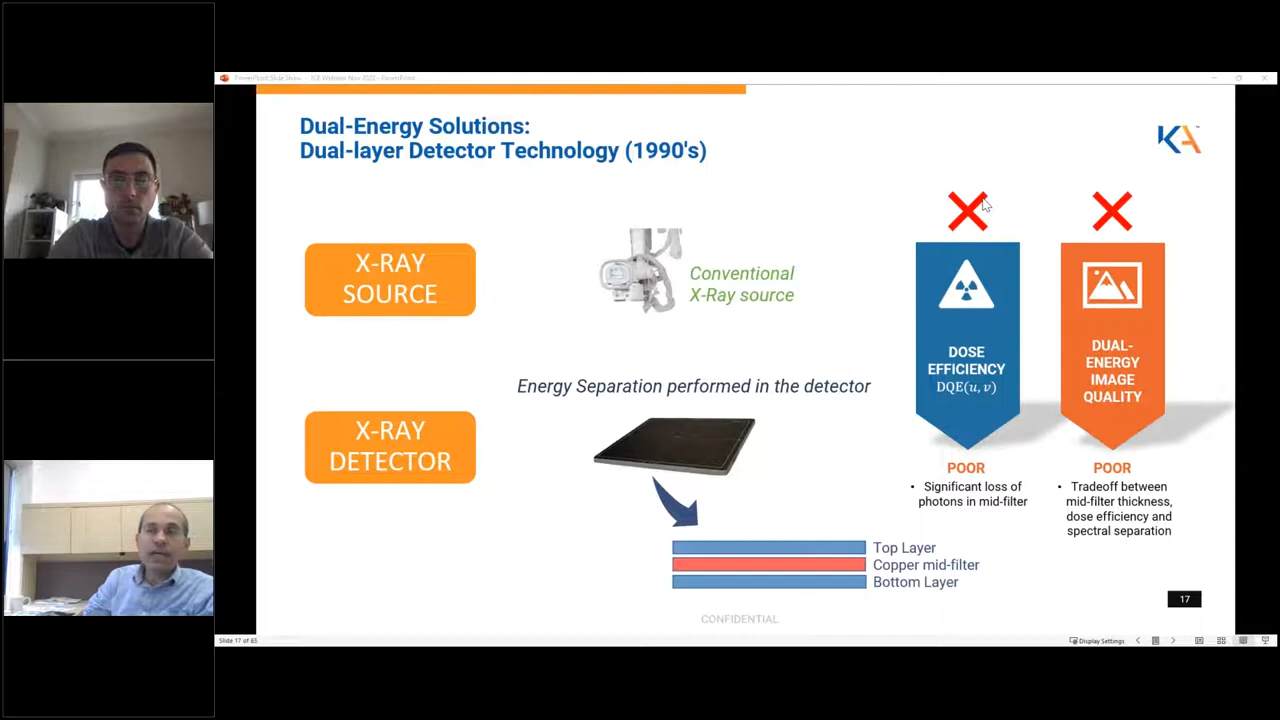 PowerPoint Slide Show - ICE Webinar Nov 2022 - PowerPoint
Dual-Energy Solutions:
Dual-layer Detector Technology (1990's)
KA
X-RAY
SOURCE
Conventional
X-Ray source
Energy Separation performed in the detector
X-RAY
DETECTOR
Top Layer
Copper mid-filter
Bottom Layer
DOSE
EFFICIENCY
DQE(u, v)
POOR
• Significant loss of
photons in mid-filter
DUAL-
ENERGY
IMAGE
QUALITY
POOR
• Tradeoff between
mid-filter thickness,
dose efficiency and
spectral separation
17
CONFIDENTIAL
Slide 17 of 85
Display Settings